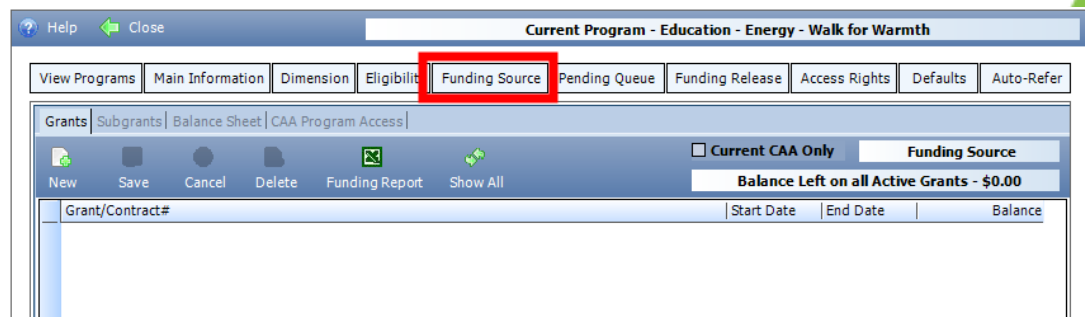 Help Close Current Program - Education - Energy - Walk for Warmth
View Programs Main Information Dimension Eligibilit Funding Source Pending Queue Funding Release Access Rights Defaults Auto-Refer
Grants Subgrants Balance Sheet CAA Program Access
Current CAA Only Funding Source
New Save Cancel Delete Funding Report Show All Balance Left on all Active Grants - $0.00
Grant/Contract# Start Date End Date Balance